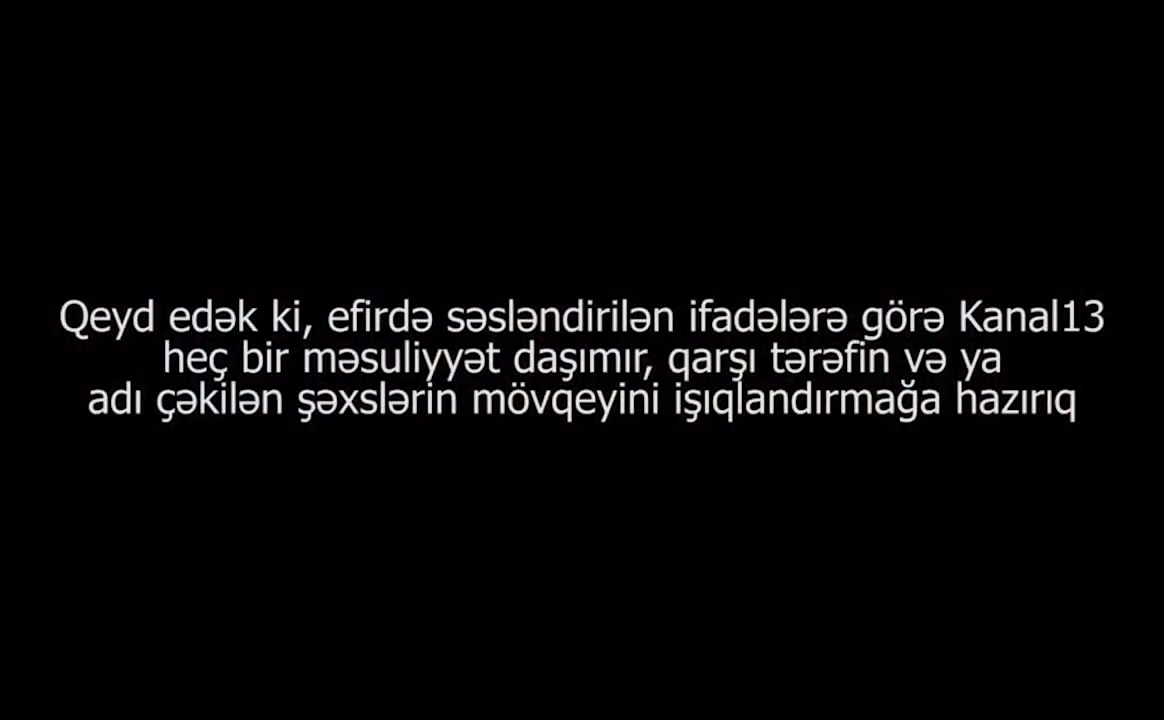 Qeyd edək ki, efirdə səsləndirilən ifadələrə görə Kanal13
heç bir məsuliyyət daşımır, qarşı tərəfin və ya
adı çəkilən şəxslərin mövqeyini işıqlandırmağa hazırıq